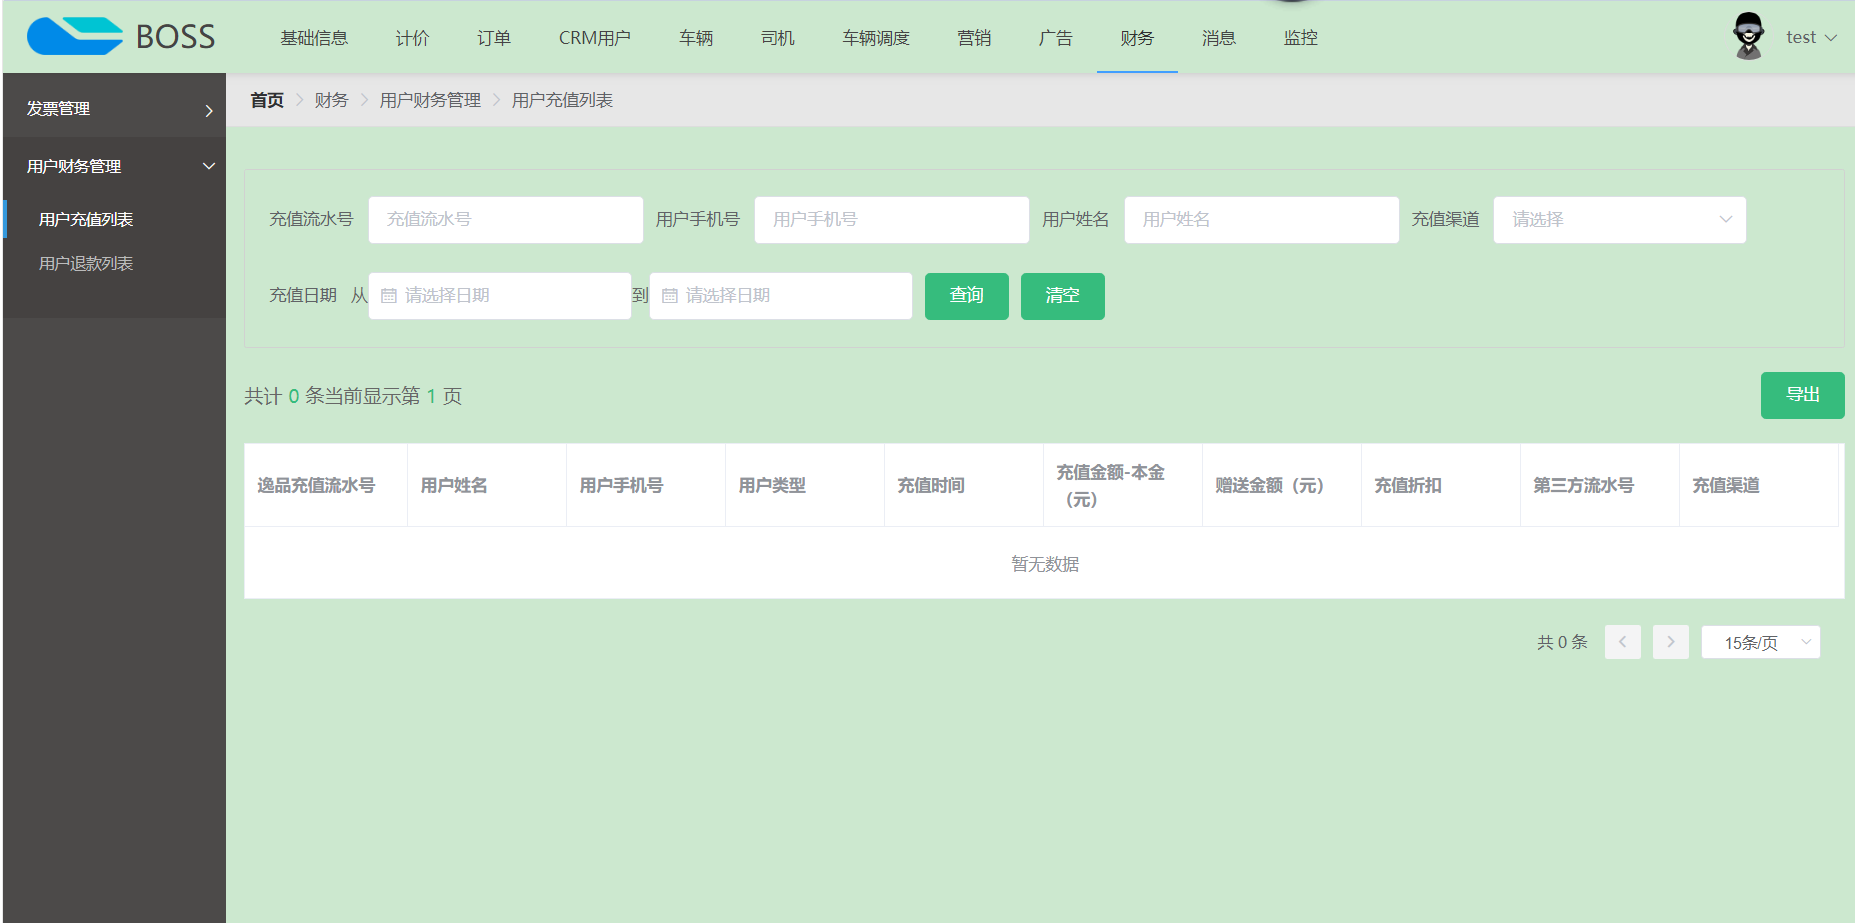 BOSS 基础信息 计价 订单 CRM用户 车辆 司机 车辆调度 营销 广告 财务 消息 监控 test
首页 财务 用户财务管理 用户充值列表
发票管理
用户财务管理
用户充值列表
用户退款列表
充值流水号 充值流水号 用户手机号 用户手机号 用户姓名 用户姓名 充值渠道 请选择
充值日期 从 请选择日期 到 请选择日期 查询 清空
共计 0 条当前显示第 1 页 导出
逸品充值流水号 用户姓名 用户手机号 用户类型 充值时间 充值金额-本金（元） 赠送金额（元） 充值折扣 第三方流水号 充值渠道
暂无数据
共 0 条 15条/页